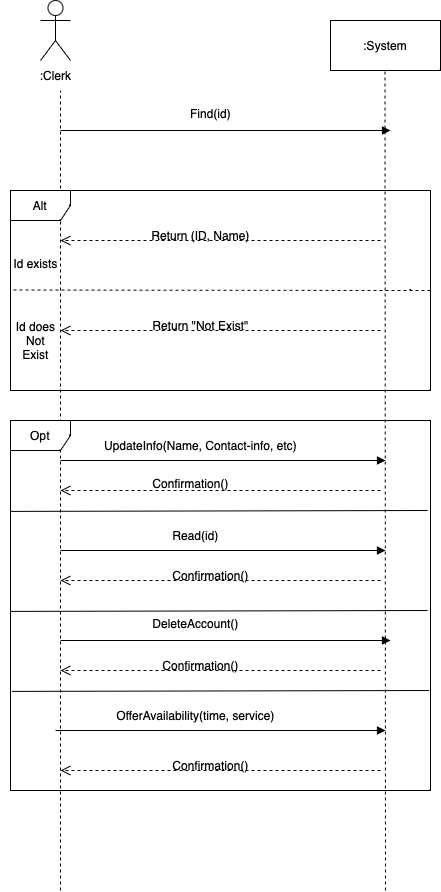 :Clerk
:System
Find(id)
Alt
Return (ID, Name)
Id exists
Id does
Not
Exist
Return "Not Exist"
Opt
UpdateInfo(Name, Contact-info, etc)
Confirmation()
Read(id)
Confirmation()
DeleteAccount()
Confirmation()
OfferAvailability(time, service)
Confirmation()